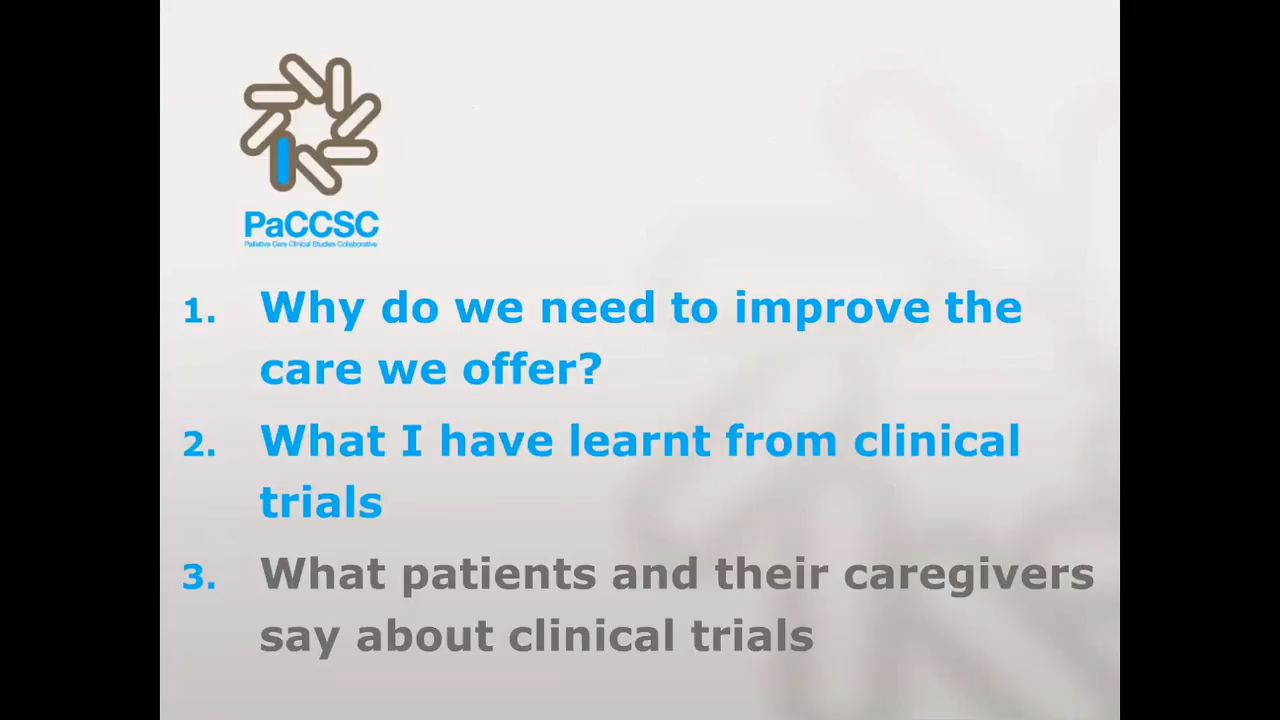 PaCCSC
Palliative Care Clinical Studies Collaborative
1. Why do we need to improve the
care we offer?
2. What I have learnt from clinical
trials
3. What patients and their caregivers
say about clinical trials